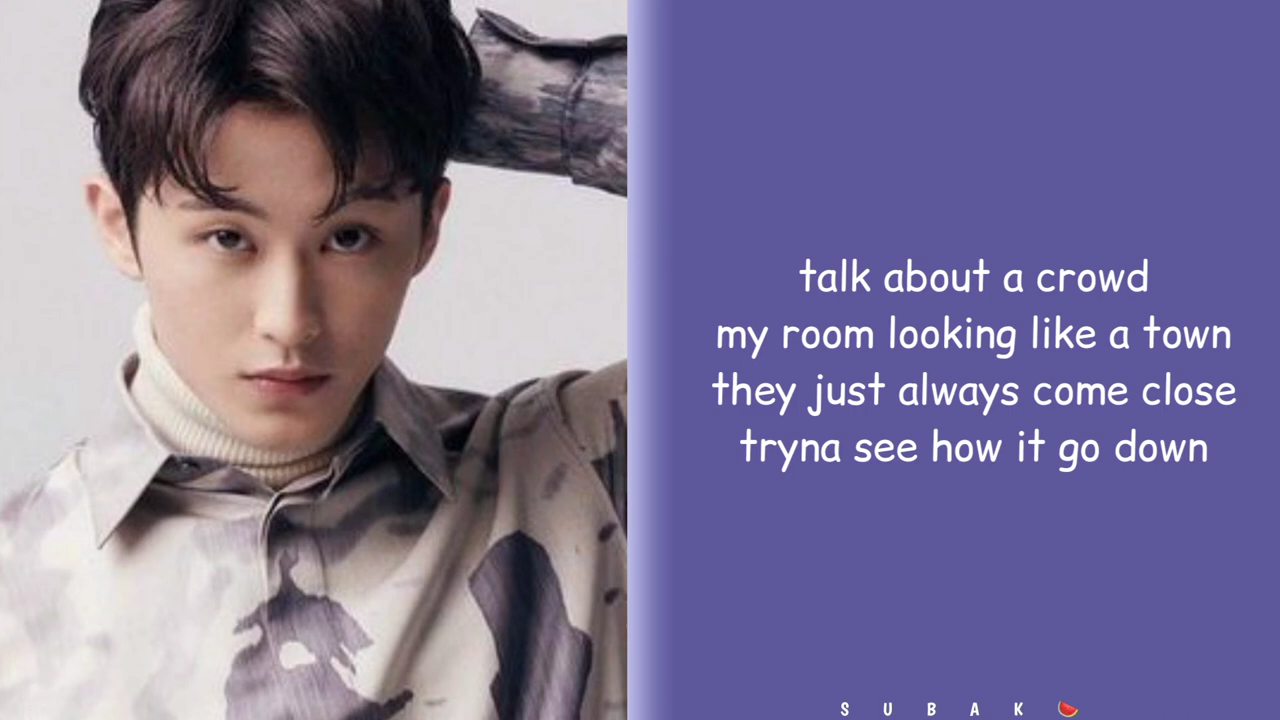 talk about a crowd
my room looking like a town
they just always come close
tryna see how it go down
S U B A K 🍉